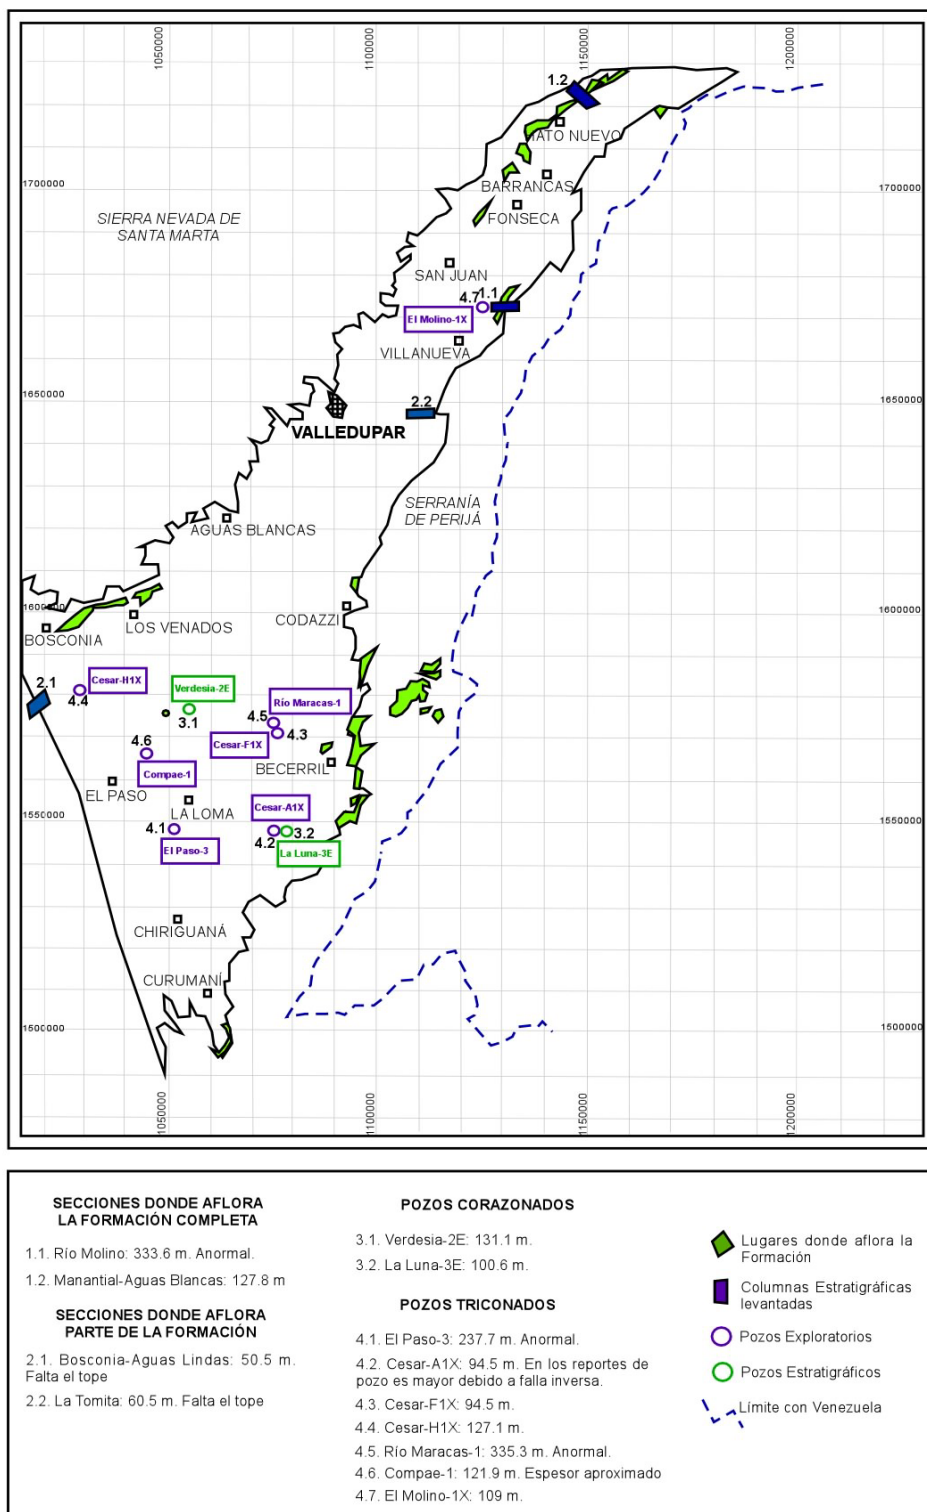 1050000
1100000
1150000
1200000
1.2
HATO NUEVO
BARRANCAS
1700000
1700000
FONSECA
SIERRA NEVADA DE
SANTA MARTA
SAN JUAN
4.7
1.1
El Molino-1X
VILLANUEVA
1650000
2.2
1650000
VALLEDUPAR
SERRANÍA
DE PERIJÁ
AGUAS BLANCAS
1600000
CODAZZI
1600000
LOS VENADOS
BOSCONIA
2.1
Cesar-H1X
4.4
Verdesia-2E
3.1
Río Maracas-1
4.5
4.3
4.6
Cesar-F1X
Compae-1
BECERRIL
EL PASO
LA LOMA
Cesar-A1X
1550000
1550000
4.1
4.2
3.2
El Paso-3
La Luna-3E
CHIRIGUANÁ
CURUMANÍ
1500000
1500000
1050000
1100000
1150000
1200000
SECCIONES DONDE AFLORA
LA FORMACIÓN COMPLETA
1.1. Río Molino: 333.6 m. Anormal.
1.2. Manantial-Aguas Blancas: 127.8 m
SECCIONES DONDE AFLORA
PARTE DE LA FORMACIÓN
2.1. Bosconia-Aguas Lindas: 50.5 m.
Falta el tope
2.2. La Tomita: 60.5 m. Falta el tope
POZOS CORAZONADOS
3.1. Verdesia-2E: 131.1 m.
3.2. La Luna-3E: 100.6 m.
POZOS TRICONADOS
4.1. El Paso-3: 237.7 m. Anormal.
4.2. Cesar-A1X: 94.5 m. En los reportes de
pozo es mayor debido a falla inversa.
4.3. Cesar-F1X: 94.5 m.
4.4. Cesar-H1X: 127.1 m.
4.5. Río Maracas-1: 335.3 m. Anormal.
4.6. Compae-1: 121.9 m. Espesor aproximado
4.7. El Molino-1X: 109 m.
Lugares donde aflora la
Formación
Columnas Estratigráficas
levantadas
Pozos Exploratorios
Pozos Estratigráficos
Límite con Venezuela